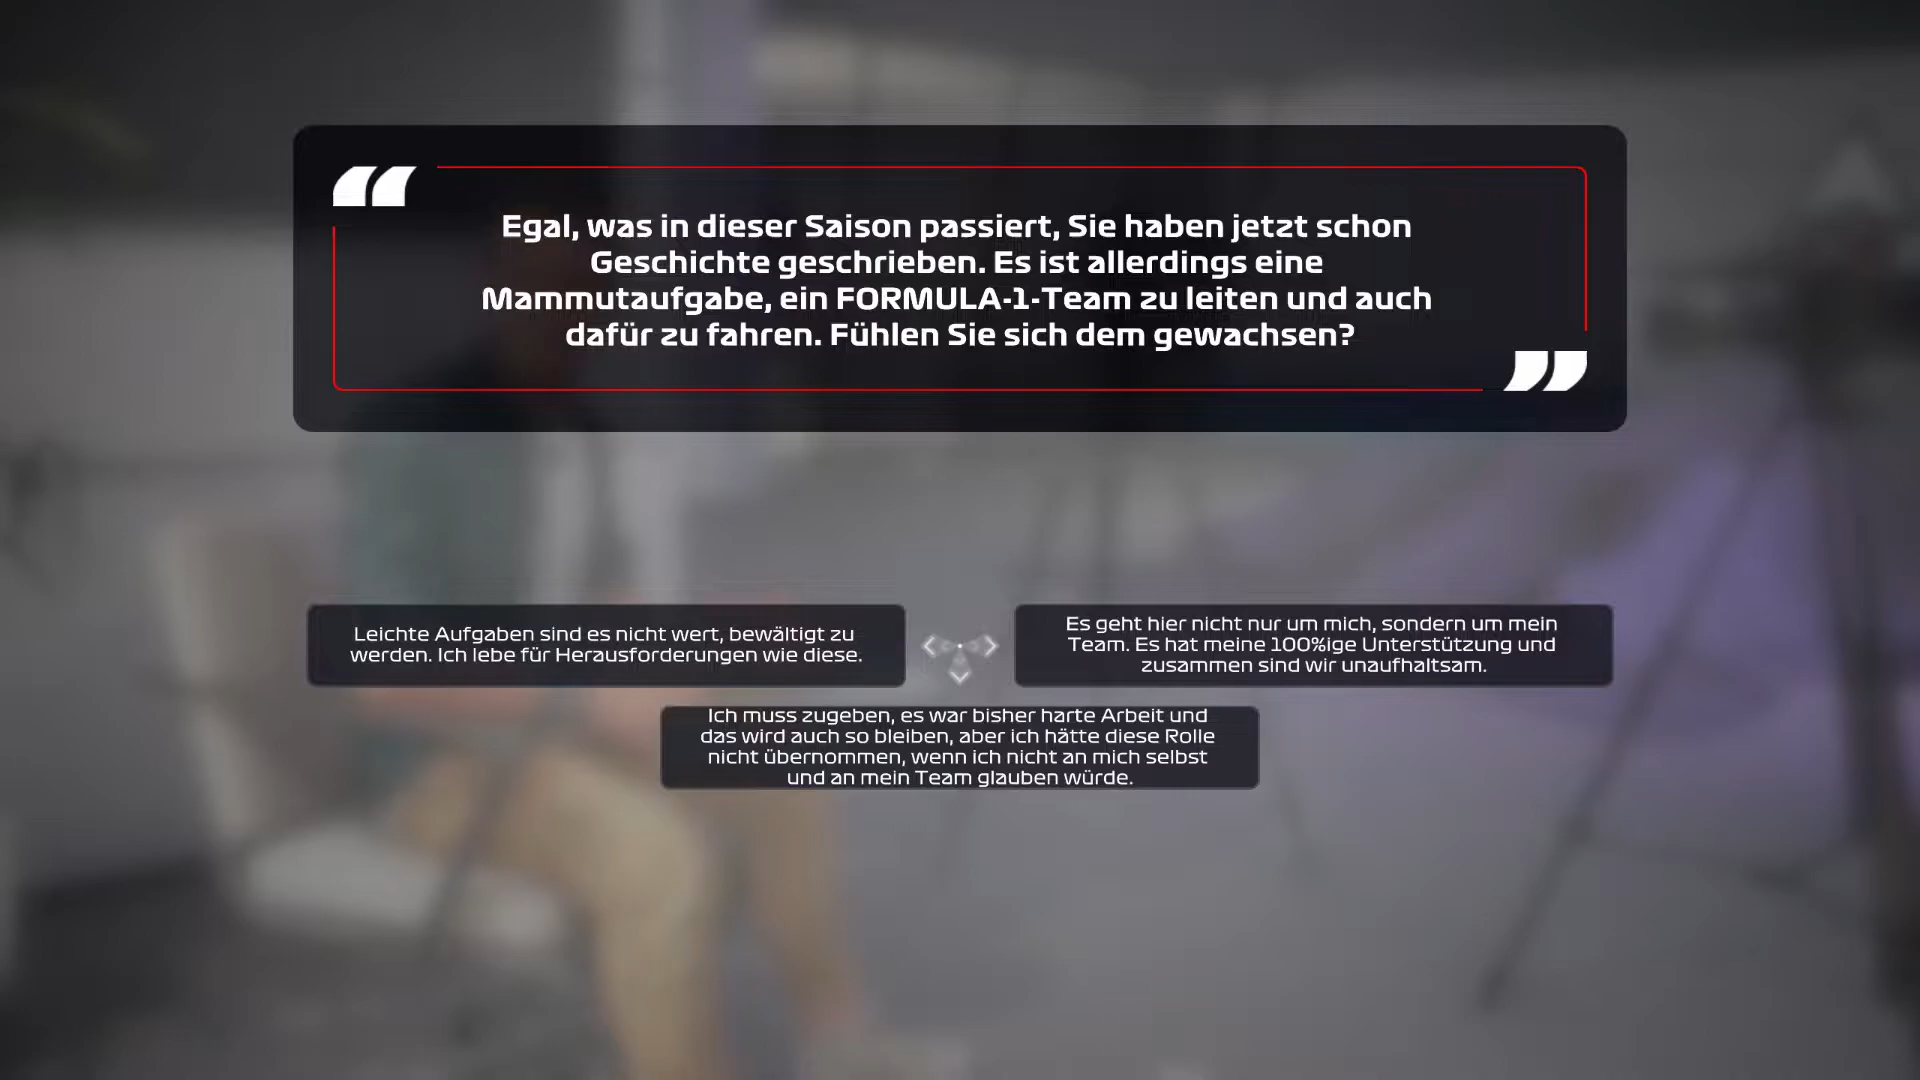 Egal, was in dieser Saison passiert, Sie haben jetzt schon
Geschichte geschrieben. Es ist allerdings eine
Mammutaufgabe, ein FORMULA-1-Team zu leiten und auch
dafür zu fahren. Fühlen Sie sich dem gewachsen?
Leichte Aufgaben sind es nicht wert, bewältigt zu
werden. Ich lebe für Herausforderungen wie diese.
Es geht hier nicht nur um mich, sondern um mein
Team. Es hat meine 100%ige Unterstützung und
zusammen sind wir unaufhaltsam.
Ich muss zugeben, es war bisher harte Arbeit und
das wird auch so bleiben, aber ich hätte diese Rolle
nicht übernommen, wenn ich nicht an mich selbst
und an mein Team glauben würde.